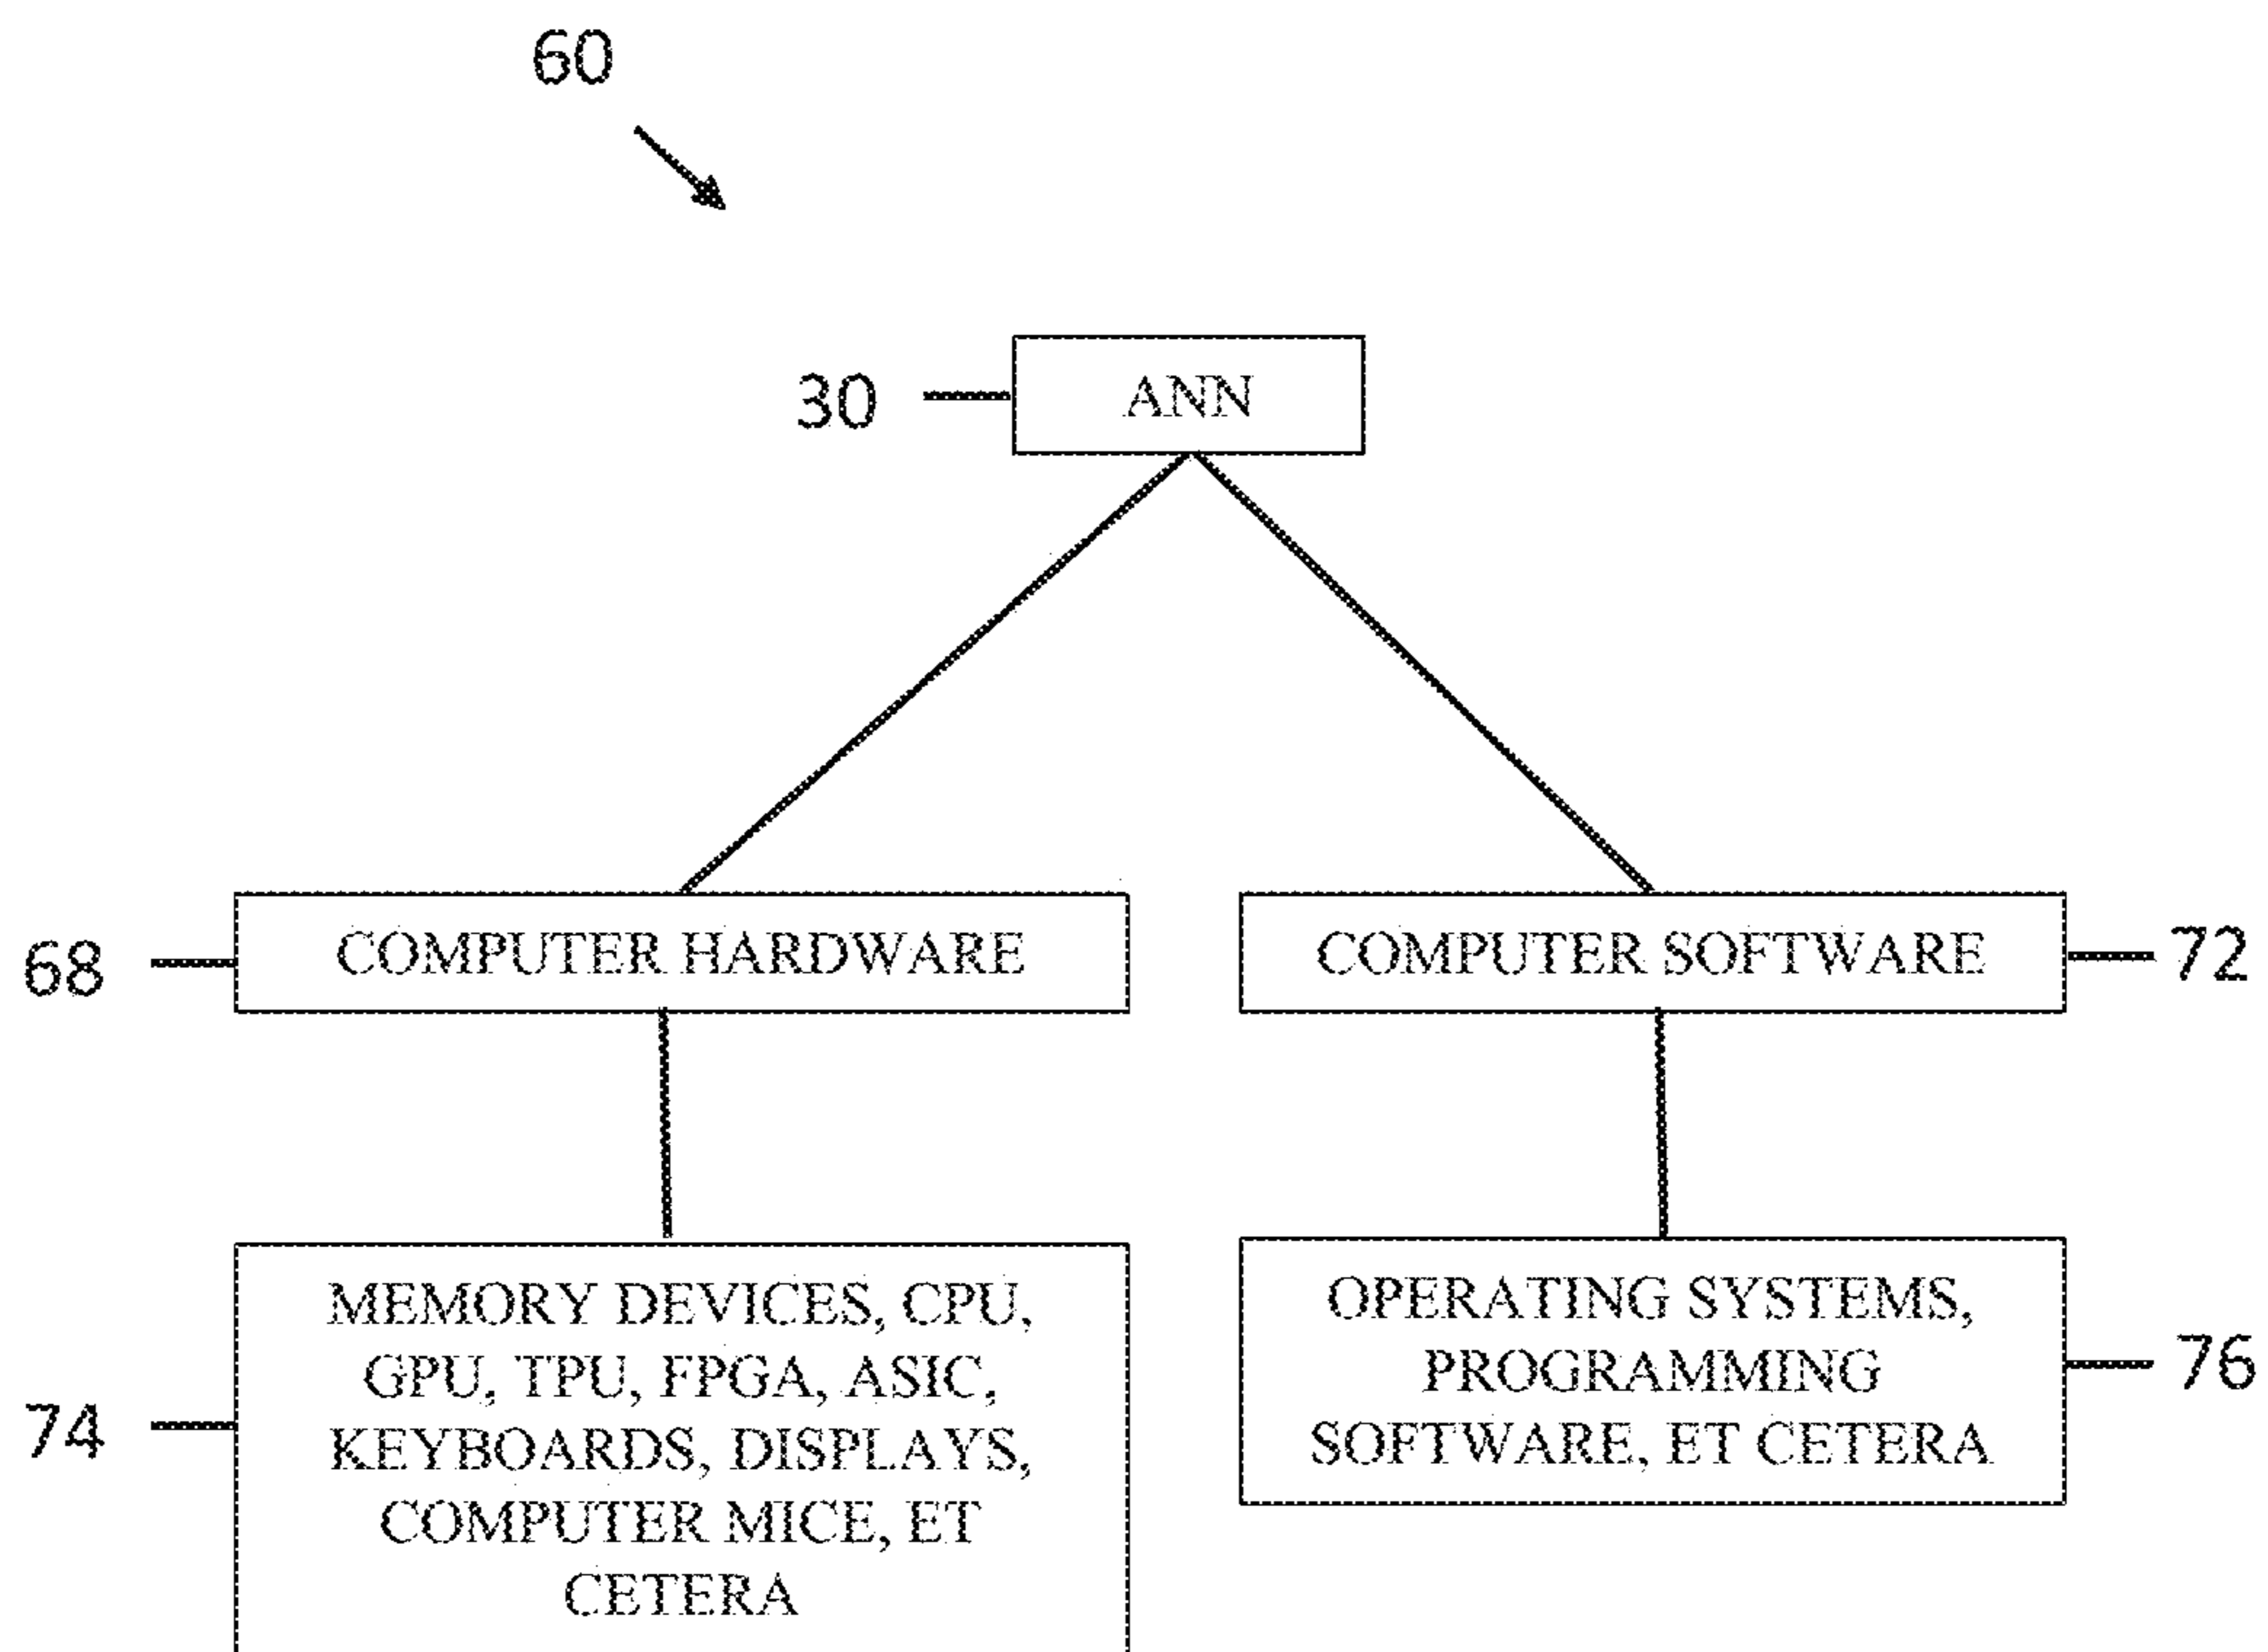 60
30
ANN
68
COMPUTER HARDWARE
COMPUTER SOFTWARE
72
74
MEMORY DEVICES, CPU,
GPU, TPU, FPGA, ASIC,
KEYBOARDS, DISPLAYS,
COMPUTER MICE, ET
CETERA
OPERATING SYSTEMS,
PROGRAMMING
SOFTWARE, ET CETERA
76